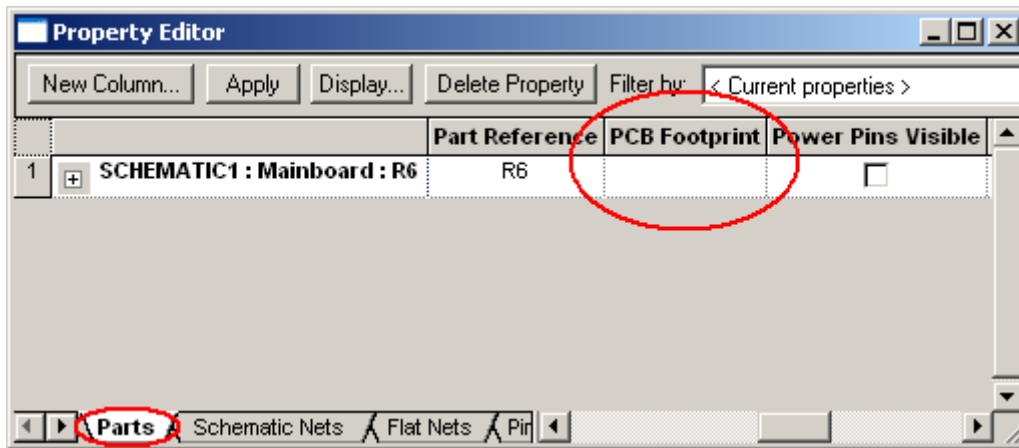 Property Editor
New Column... Apply Display... Delete Property Filter by: < Current properties >
Part Reference PCB Footprint Power Pins Visible
1 SCHEMATIC1 : Mainboard : R6 R6
Parts Schematic Nets Flat Nets Pin